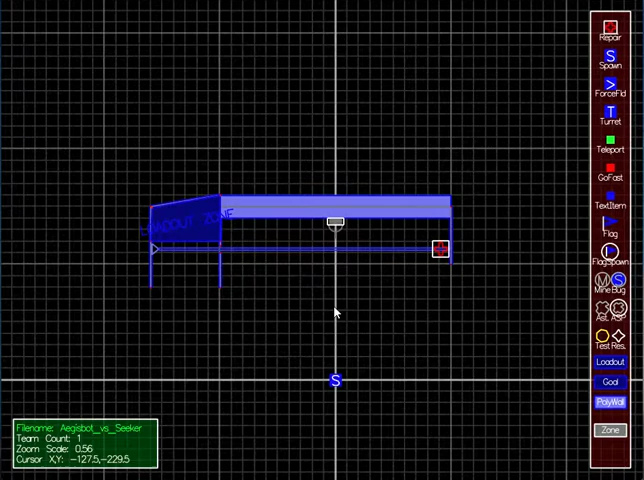 Repair
S
Spawn
>
ForceFld
T
Turret
Teleport
GoFast
TextItem
Flag
FlagSpawn
M S
Mine Bug
Ast. ASP
Test Res.
Loadout
Goal
PolyWall
Zone
LOADOUT ZONE
S
Filename: Aegisbot_vs_Seeker
Team Count: 1
Zoom Scale: 0.56
Cursor X,Y: -127.5,-229.5